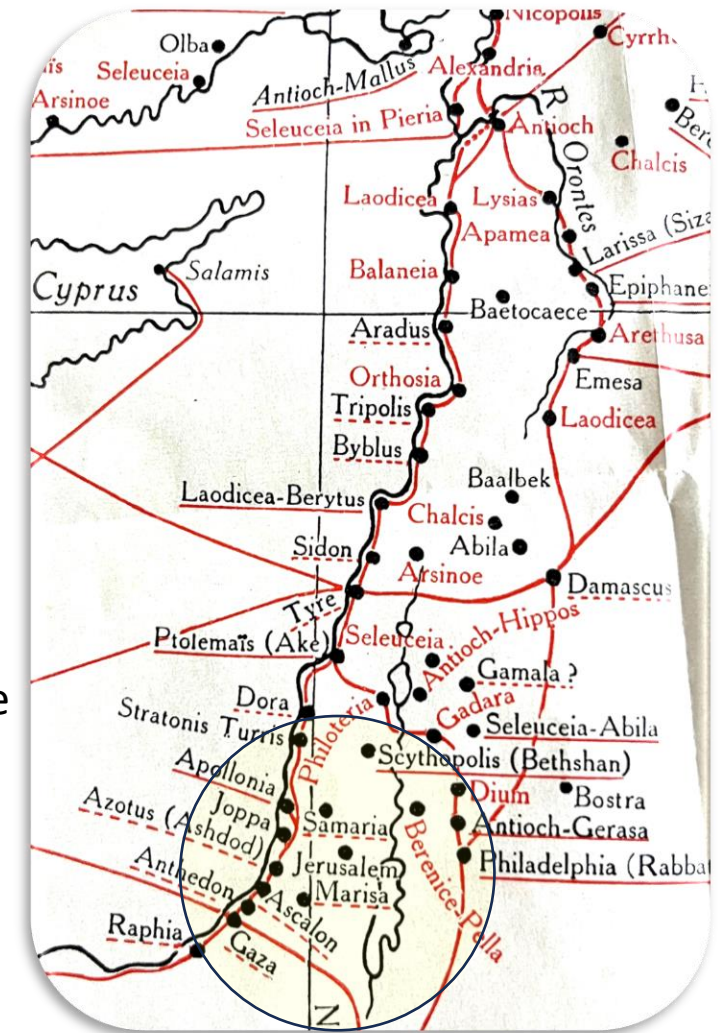 Nicopolis
Olba
Cyrrh
Seleuceia
Antioch-Mallus
Alexandria
Arsinoe
Seleuceia in Pieria
Antioch
R Orontes
Chalcis
Laodicea
Lysias
Apamea
Larissa (Siza
Salamis
Balaneia
Cyprus
Baetocaece
Epiphane
Aradus
Arethusa
Orthosia
Emesa
Tripolis
Laodicea
Byblus
Baalbek
Laodicea-Berytus
Chalcis
Abila
Sidon
Arsinoe
Damascus
Tyre
Antioch-Hippos
Ptolemaïs (Ake)
Seleuceia
Gamala ?
Dora
Gadara
Stratonis Turris
Philoteria
Seleuceia-Abila
Scythopolis (Bethshan)
Apollonia
Dium
Bostra
Joppa
Samaria
Antioch-Gerasa
Azotus (Ashdod)
Berenice-Pella
Jerusalem
Philadelphia (Rabbat
Anthedon
Marisa
Ascalon
Raphia
Gaza
N